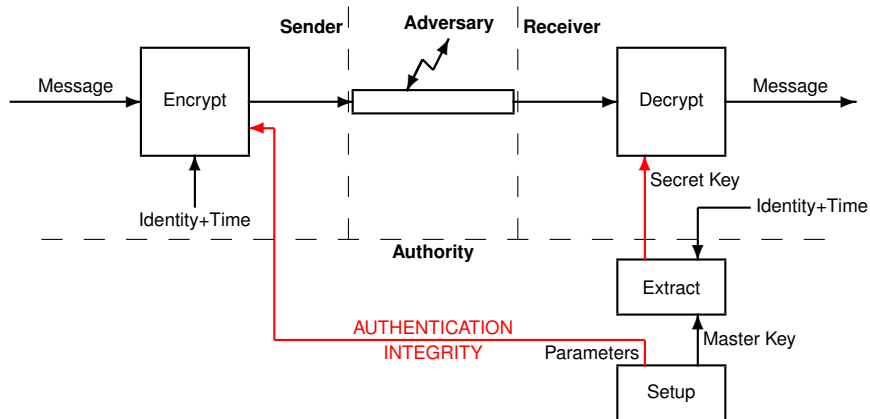 Sender
Adversary
Receiver
Message
Encrypt
Decrypt
Message
Secret Key
Identity+Time
Identity+Time
Authority
Extract
AUTHENTICATION
INTEGRITY
Parameters
Master Key
Setup